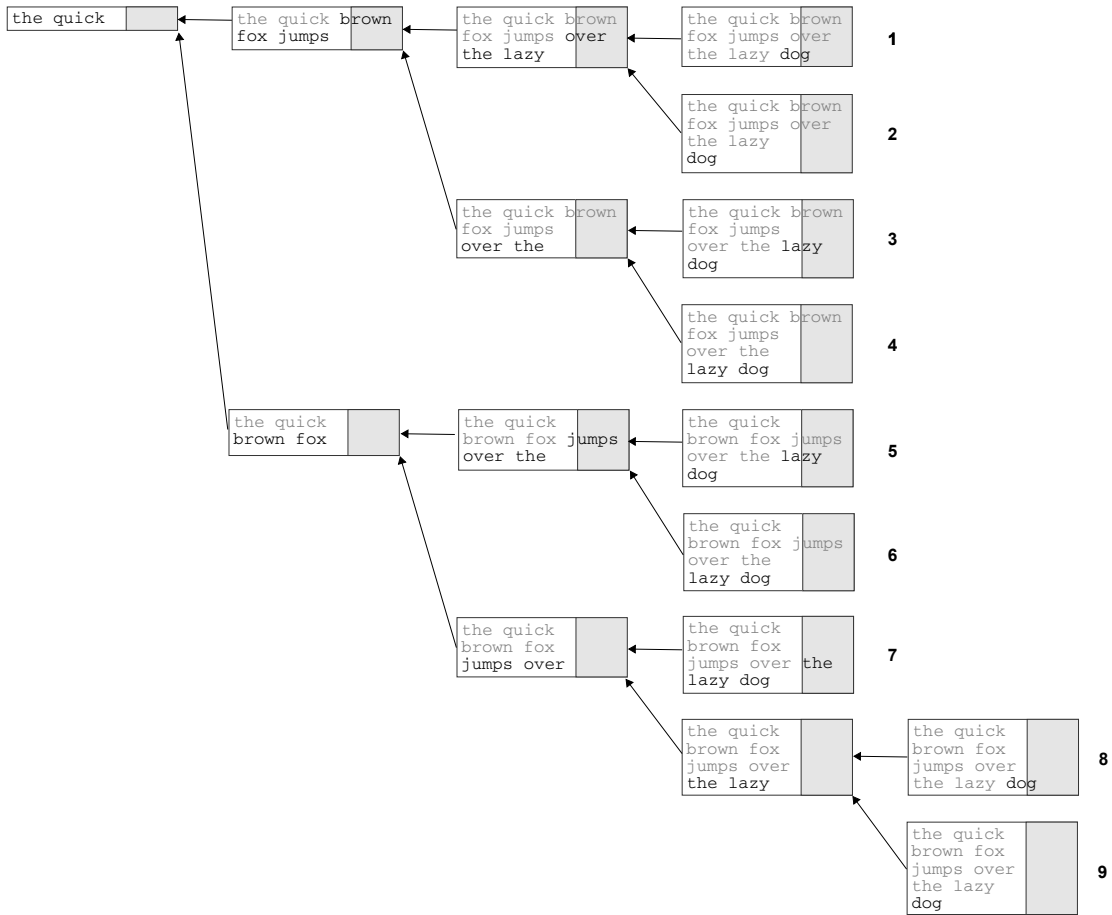 the quick
the quick brown
fox jumps
the quick brown
fox jumps over
the lazy
the quick brown
fox jumps over
the lazy dog
1
the quick brown
fox jumps over
the lazy
dog
2
the quick brown
fox jumps
over the
the quick brown
fox jumps
over the lazy
dog
3
the quick brown
fox jumps
over the
lazy dog
4
the quick
brown fox
the quick
brown fox jumps
over the
the quick
brown fox jumps
over the lazy
dog
5
the quick
brown fox jumps
over the
lazy dog
6
the quick
brown fox
jumps over
the quick
brown fox
jumps over the
lazy dog
7
the quick
brown fox
jumps over
the lazy
the quick
brown fox
jumps over
the lazy dog
8
the quick
brown fox
jumps over
the lazy
dog
9